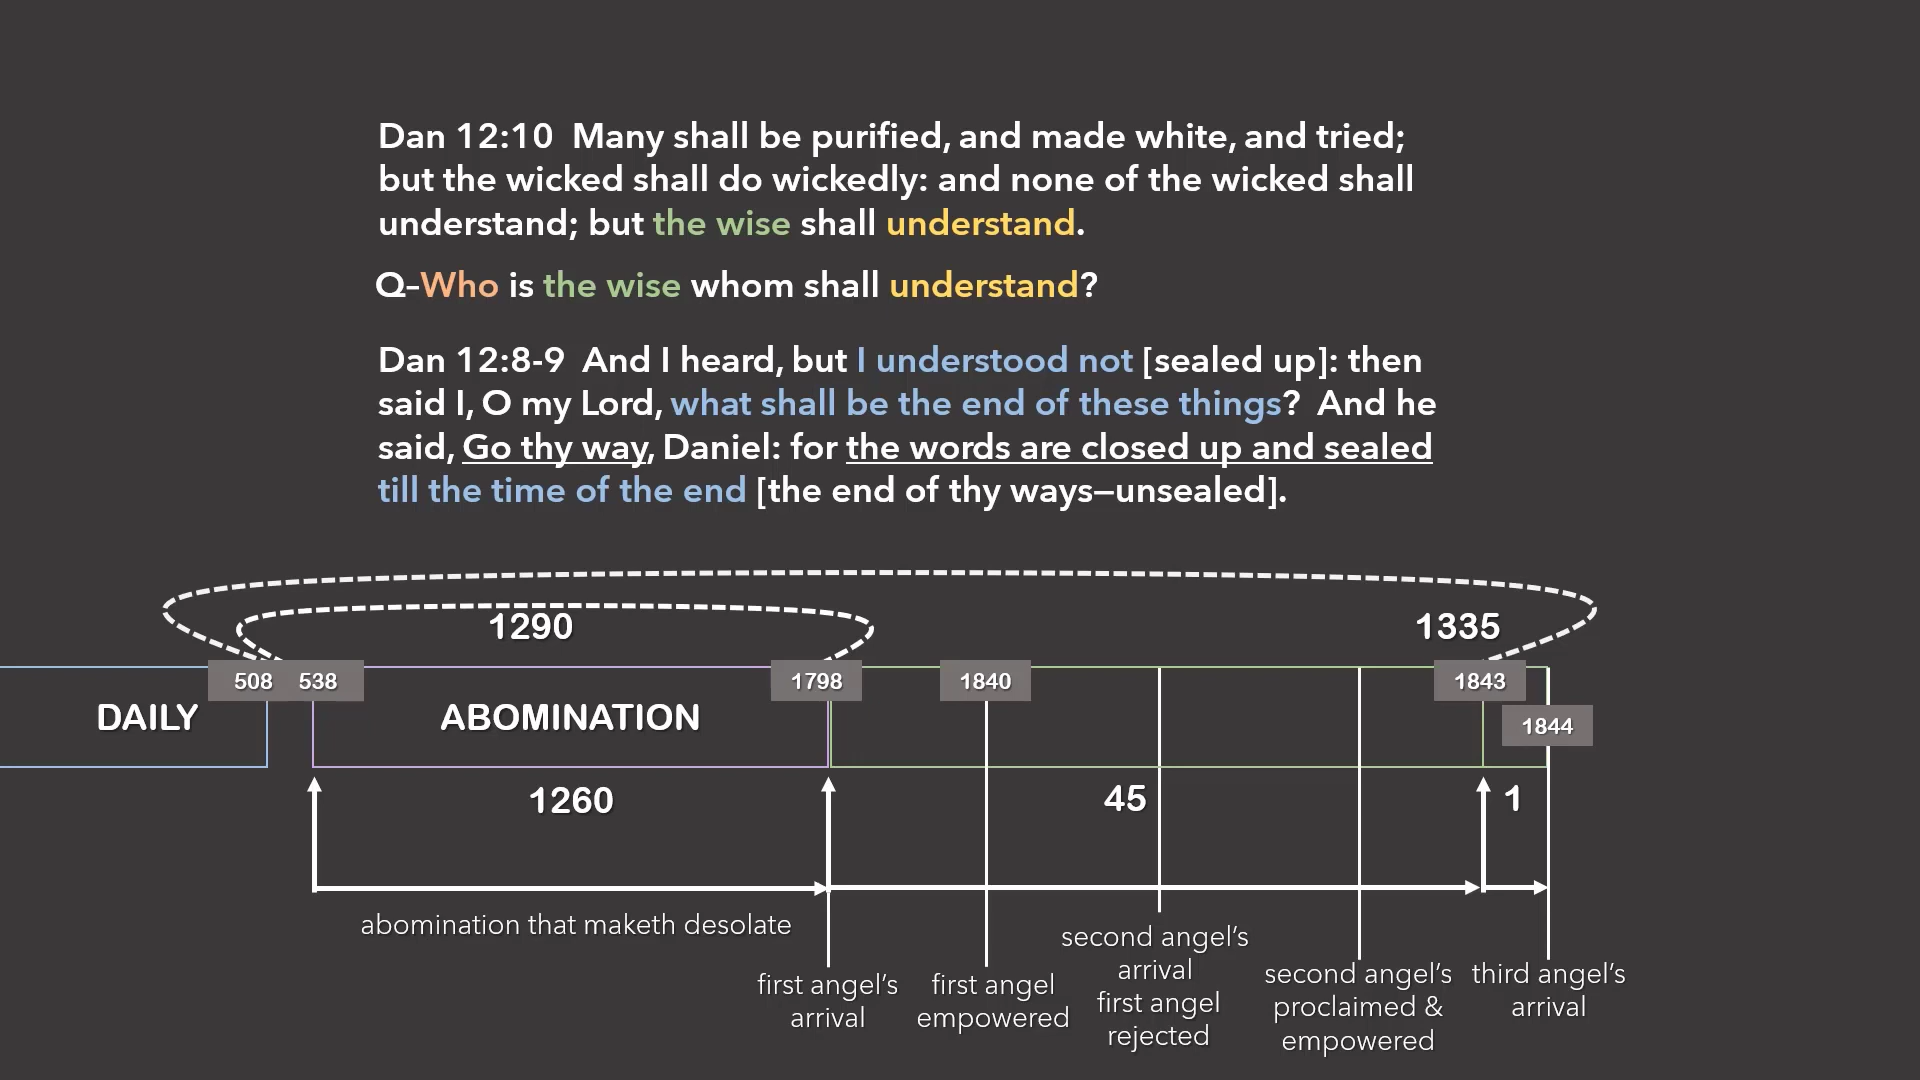 Dan 12:10  Many shall be purified, and made white, and tried;
but the wicked shall do wickedly: and none of the wicked shall
understand; but the wise shall understand.
Q–Who is the wise whom shall understand?
Dan 12:8-9  And I heard, but I understood not [sealed up]: then
said I, O my Lord, what shall be the end of these things?  And he
said, Go thy way, Daniel: for the words are closed up and sealed
till the time of the end [the end of thy ways—unsealed].
1290
1335
508
538
1798
1840
1843
1844
DAILY
ABOMINATION
1260
45
1
abomination that maketh desolate
first angel’s
arrival
first angel
empowered
second angel’s
arrival
first angel
rejected
second angel’s
proclaimed &
empowered
third angel’s
arrival